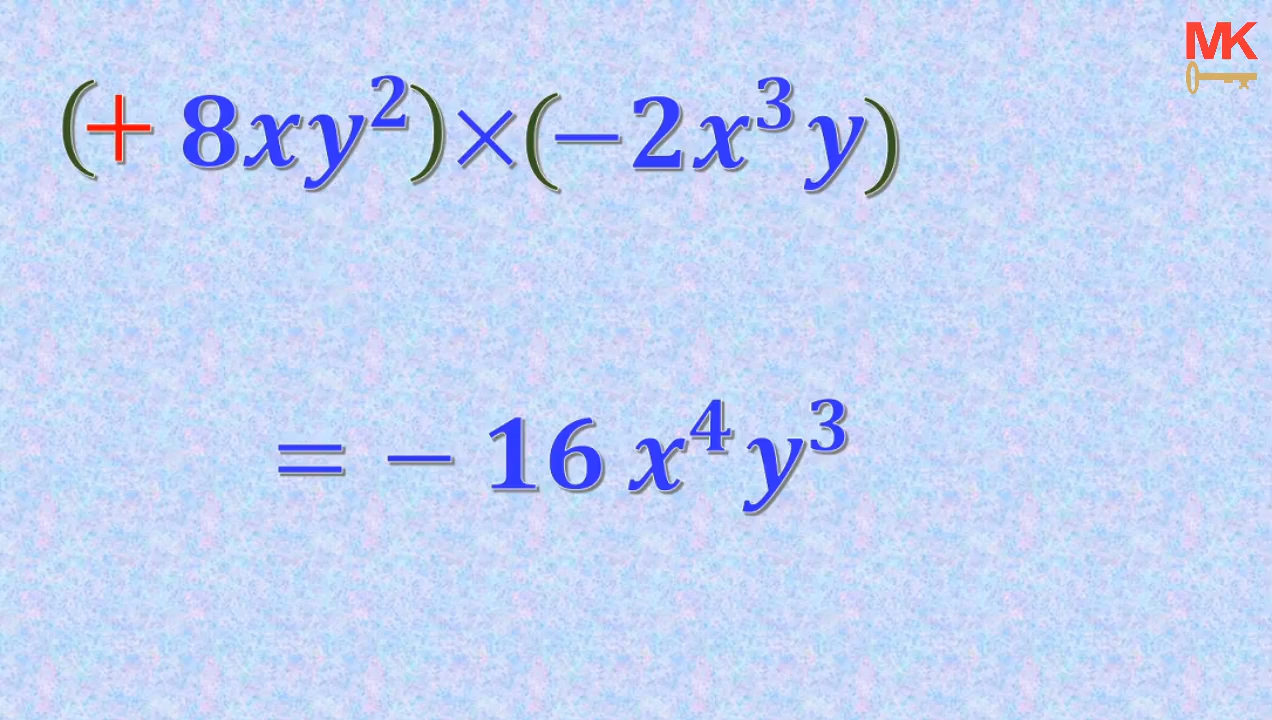 MK
(+ 8xy²)×(−2x³y)
= − 16 x⁴y³